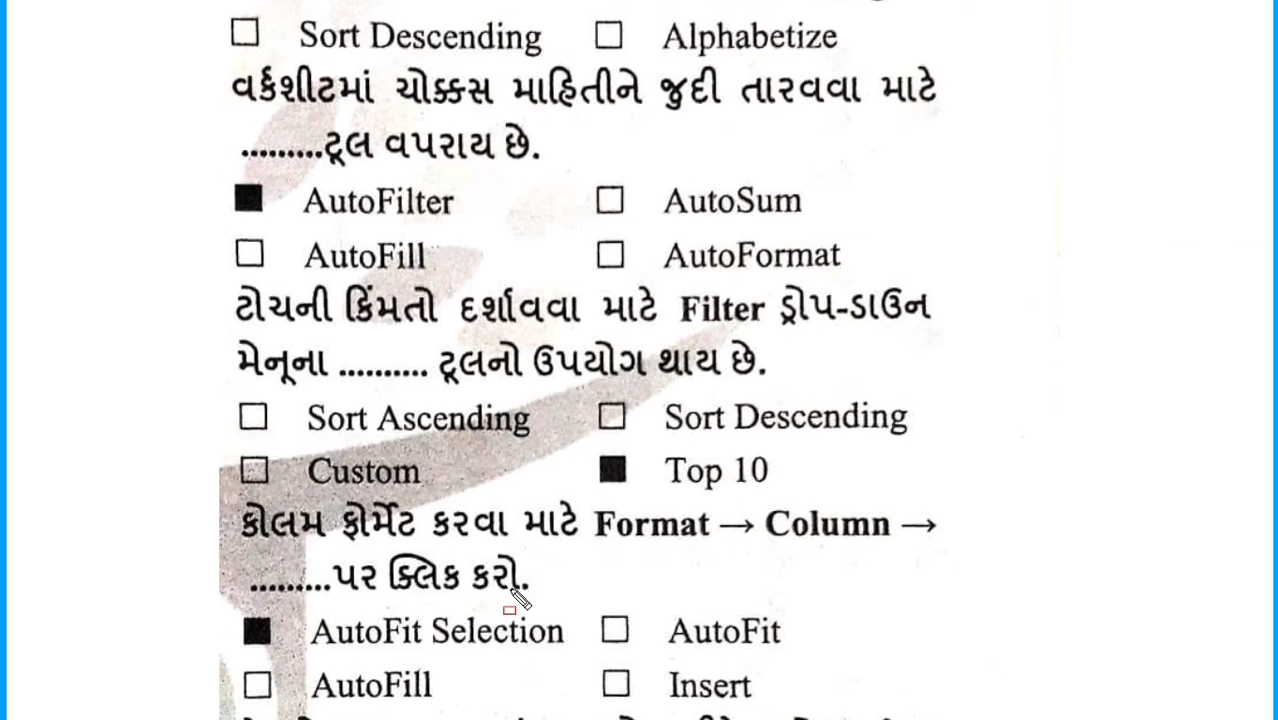 ☐ Sort Descending ☐ Alphabetize
વર્કશીટમાં ચોક્કસ માહિતીને જુદી તારવવા માટે
.........ટૂલ વપરાય છે.
■ AutoFilter ☐ AutoSum
☐ AutoFill ☐ AutoFormat
ટોચની કિંમતો દર્શાવવા માટે Filter ડ્રોપ-ડાઉન
મેનૂના .......... ટૂલનો ઉપયોગ થાય છે.
☐ Sort Ascending ☐ Sort Descending
☐ Custom ■ Top 10
કોલમ ફોર્મેટ કરવા માટે Format → Column →
.........પર ક્લિક કરો.
■ AutoFit Selection ☐ AutoFit
☐ AutoFill ☐ Insert